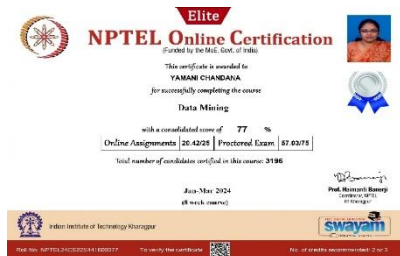 Elite
NPTEL Online Certification
(Funded by the MoE, Govt. of India)
This certificate is awarded to
YAMANI CHANDANA
for successfully completing the course
Data Mining
with a consolidated score of 77 %
Online Assignments 20.42/25 Proctored Exam 57.03/75
Total number of candidates certified in this course: 3196
Jan-Mar 2024
(8 week course)
Prof. Haimanti Banerji
Coordinator, NPTEL
IIT Kharagpur
Indian Institute of Technology Kharagpur
swayam
Roll No: To verify the certificate No. of credits recommended: 2 or 3